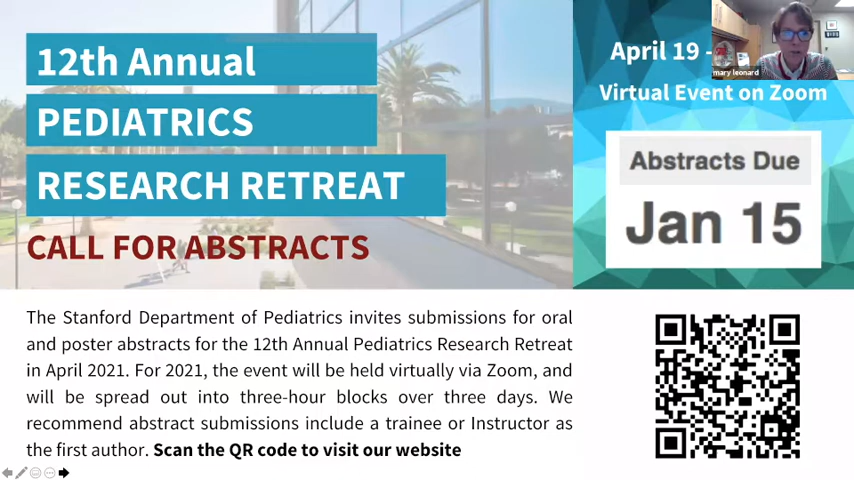 12th Annual
PEDIATRICS
RESEARCH RETREAT
CALL FOR ABSTRACTS
April 19 -
Virtual Event on Zoom
mary leonard
Abstracts Due
Jan 15
The Stanford Department of Pediatrics invites submissions for oral
and poster abstracts for the 12th Annual Pediatrics Research Retreat
in April 2021. For 2021, the event will be held virtually via Zoom, and
will be spread out into three-hour blocks over three days. We
recommend abstract submissions include a trainee or Instructor as
the first author. Scan the QR code to visit our website